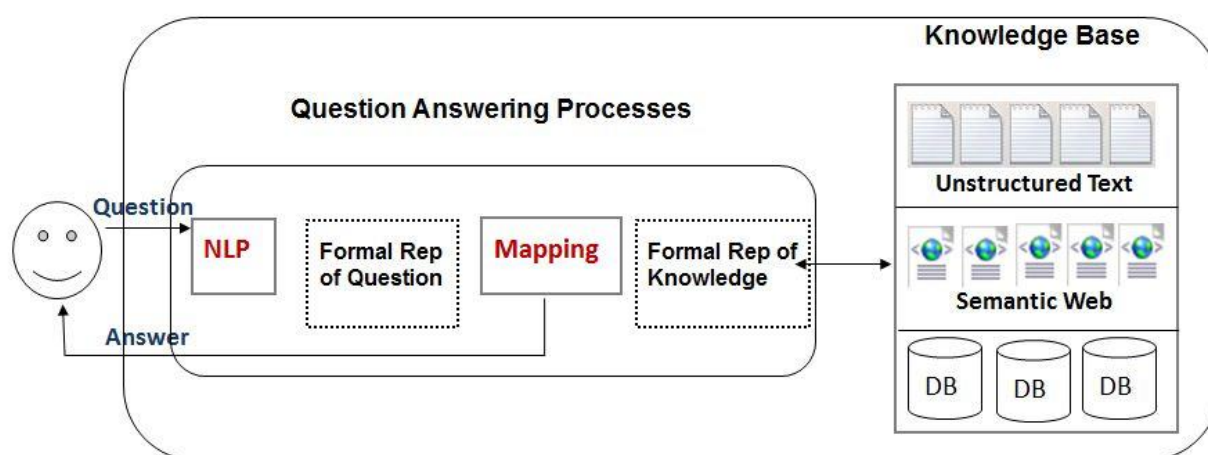 Knowledge Base
Question Answering Processes
Unstructured Text
Question
NLP
Formal Rep
of Question
Mapping
Formal Rep of
Knowledge
Semantic Web
Answer
DB
DB
DB